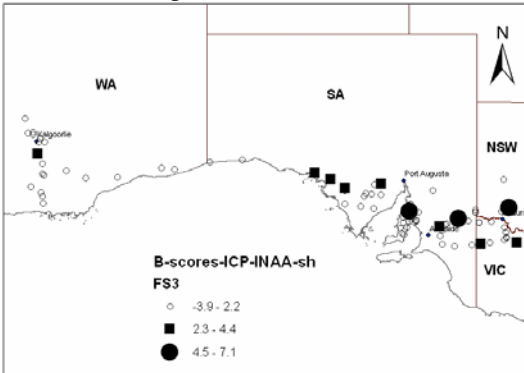 N
WA
SA
Kalgoorlie
NSW
Port Augusta
B-scores-ICP-INAA-sh
VIC
FS3
-3.9 - 2.2
2.3 - 4.4
4.5 - 7.1